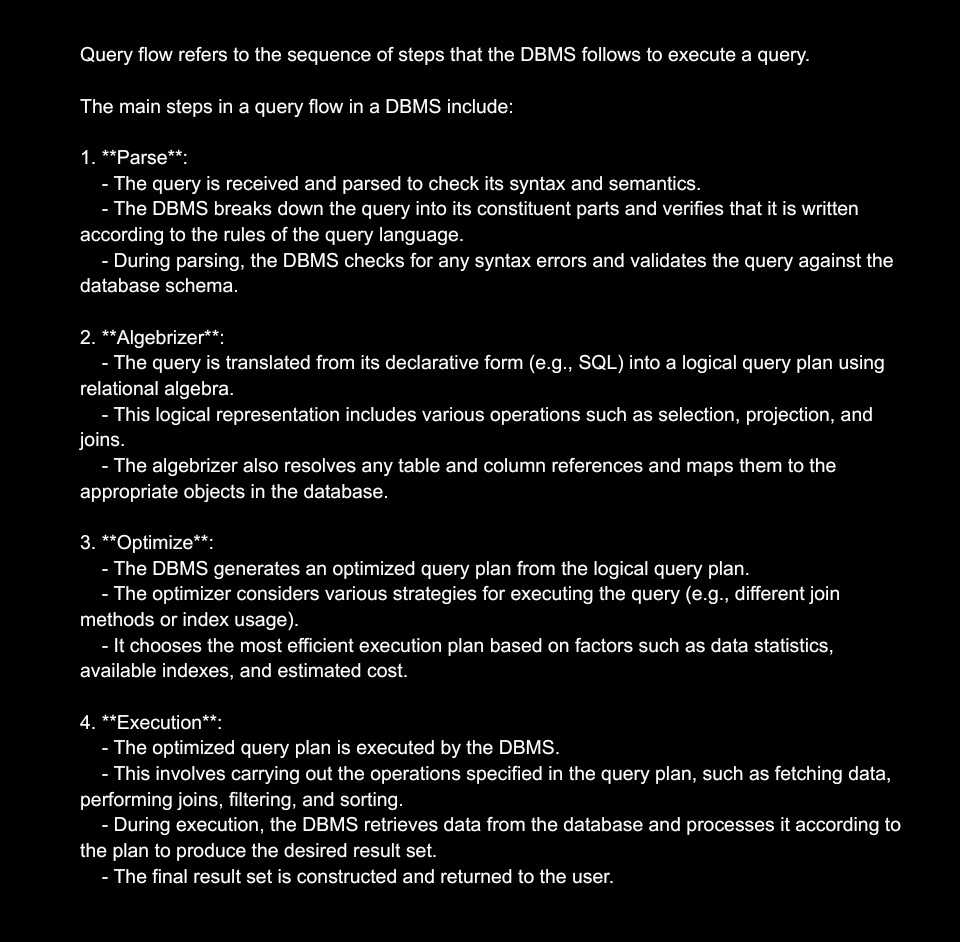 Query flow refers to the sequence of steps that the DBMS follows to execute a query.
The main steps in a query flow in a DBMS include:
1. **Parse**:
- The query is received and parsed to check its syntax and semantics.
- The DBMS breaks down the query into its constituent parts and verifies that it is written
according to the rules of the query language.
- During parsing, the DBMS checks for any syntax errors and validates the query against the
database schema.
2. **Algebrizer**:
- The query is translated from its declarative form (e.g., SQL) into a logical query plan using
relational algebra.
- This logical representation includes various operations such as selection, projection, and
joins.
- The algebrizer also resolves any table and column references and maps them to the
appropriate objects in the database.
3. **Optimize**:
- The DBMS generates an optimized query plan from the logical query plan.
- The optimizer considers various strategies for executing the query (e.g., different join
methods or index usage).
- It chooses the most efficient execution plan based on factors such as data statistics,
available indexes, and estimated cost.
4. **Execution**:
- The optimized query plan is executed by the DBMS.
- This involves carrying out the operations specified in the query plan, such as fetching data,
performing joins, filtering, and sorting.
- During execution, the DBMS retrieves data from the database and processes it according to
the plan to produce the desired result set.
- The final result set is constructed and returned to the user.